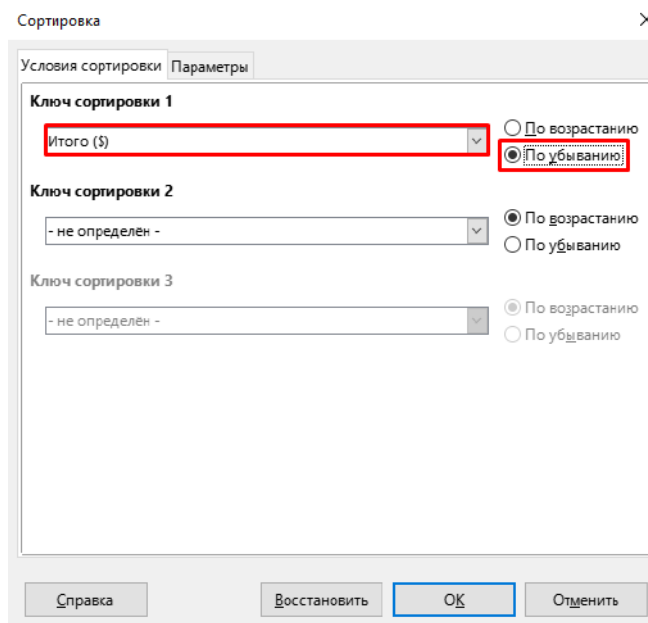 Сортировка
Условия сортировки Параметры
Ключ сортировки 1
Итого ($)
По возрастанию
По убыванию
Ключ сортировки 2
- не определён -
По возрастанию
По убыванию
Ключ сортировки 3
- не определён -
По возрастанию
По убыванию
Справка Восстановить OK Отменить